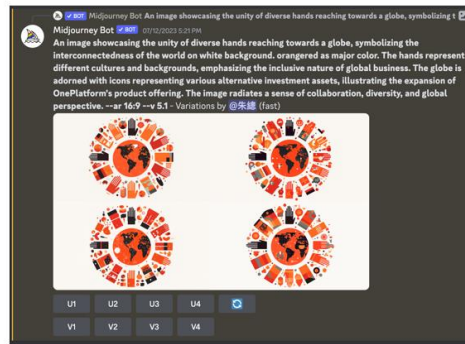 ✓ BOT Midjourney Bot An image showcasing the unity of diverse hands reaching towards a globe, symbolizing t
Midjourney Bot ✓ BOT 07/12/2023 5:21 PM
An image showcasing the unity of diverse hands reaching towards a globe, symbolizing the
interconnectedness of the world on white background. orangered as major color. The hands represent
different cultures and backgrounds, emphasizing the inclusive nature of global business. The globe is
adorned with icons representing various alternative investment assets, illustrating the expansion of
OnePlatform's product offering. The image radiates a sense of collaboration, diversity, and global
perspective. --ar 16:9 --v 5.1 - Variations by @朱總 (fast)
U1 U2 U3 U4
V1 V2 V3 V4